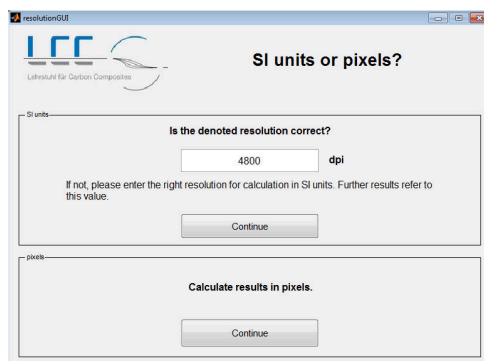 resolutionGUI
LCC
Lehrstuhl für Carbon Composites
SI units or pixels?
SI units
Is the denoted resolution correct?
4800 dpi
If not, please enter the right resolution for calculation in SI units. Further results refer to
this value.
Continue
pixels
Calculate results in pixels.
Continue